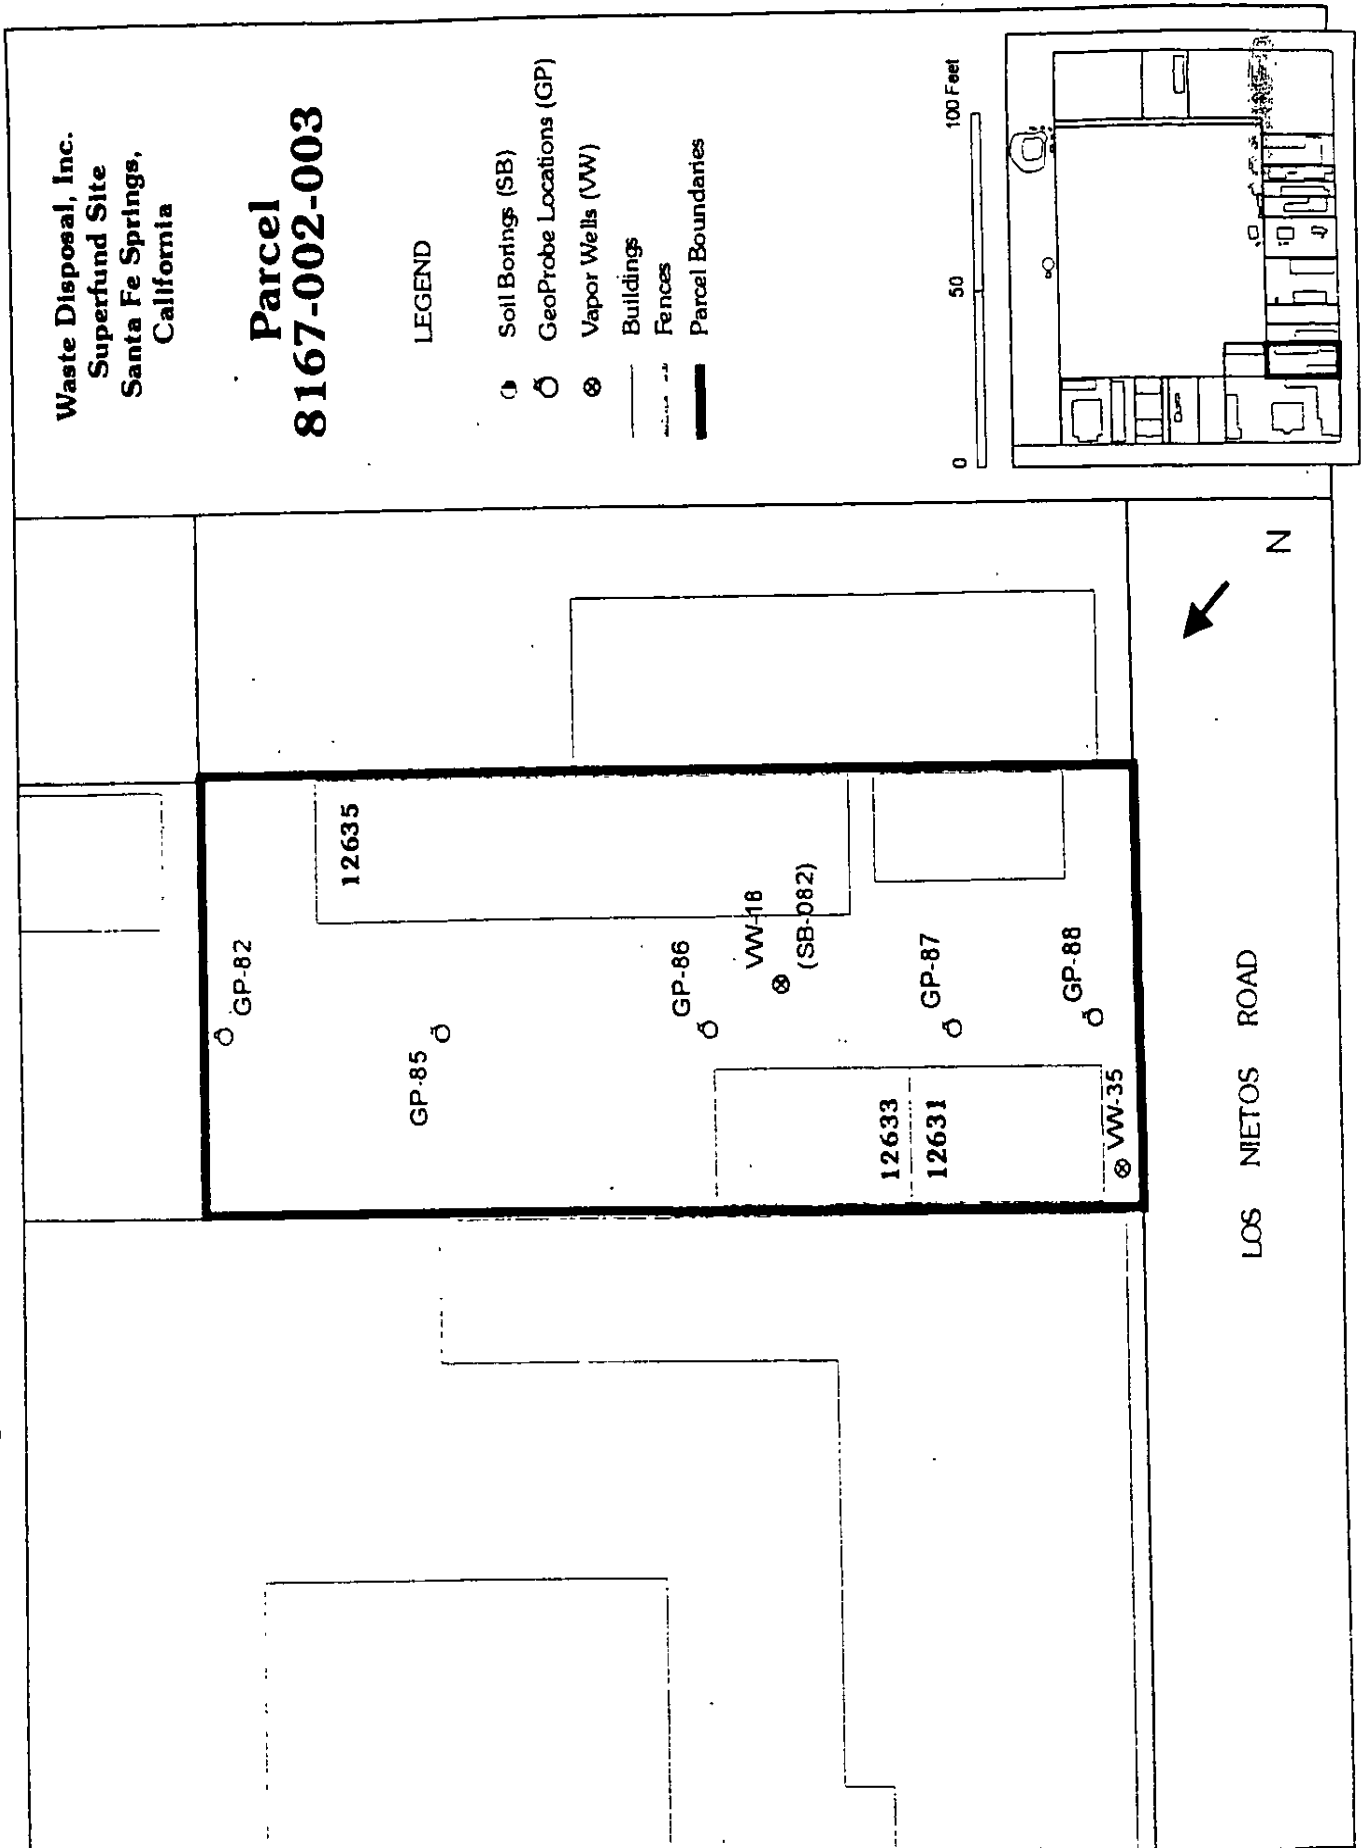 Waste Disposal, Inc.
Superfund Site
Santa Fe Springs,
California
Parcel
8167-002-003
LEGEND
Soil Borings (SB)
GeoProbe Locations (GP)
Vapor Wells (VW)
Buildings
Fences
Parcel Boundaries
0 50 100 Feet
N
12635
GP-82
GP-85
GP-86
VW-18
(SB-082)
GP-87
GP-88
12633
12631
VW-35
LOS NIETOS ROAD